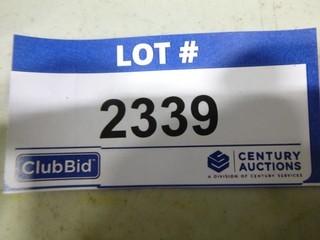 LOT #
2339
ClubBid
CENTURY
AUCTIONS
A DIVISION OF CENTURY SERVICES